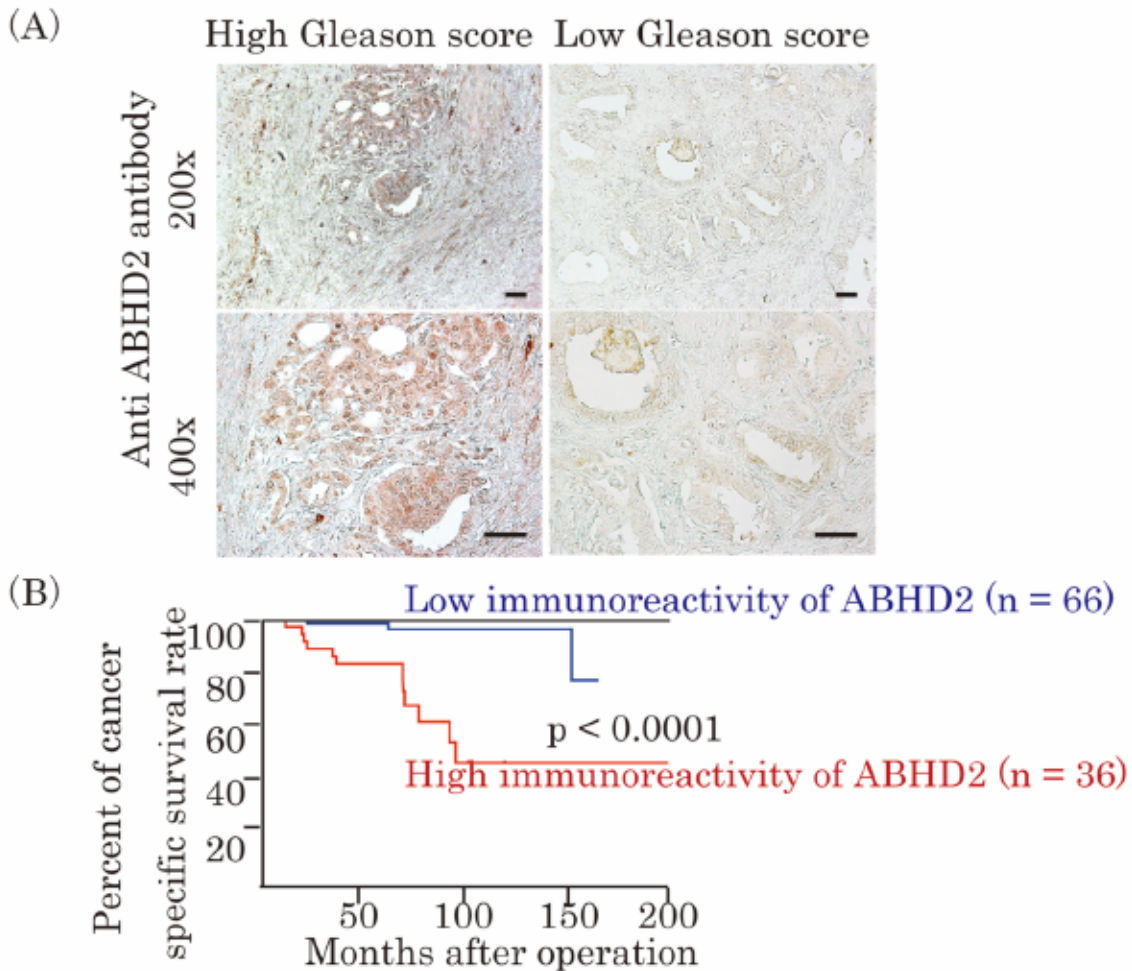 (A)
High Gleason score
Low Gleason score
Anti ABHD2 antibody
200x
400x
(B)
Low immunoreactivity of ABHD2 (n = 66)
Percent of cancer
specific survival rate
100
80
60
40
20
p < 0.0001
High immunoreactivity of ABHD2 (n = 36)
50
100
150
200
Months after operation